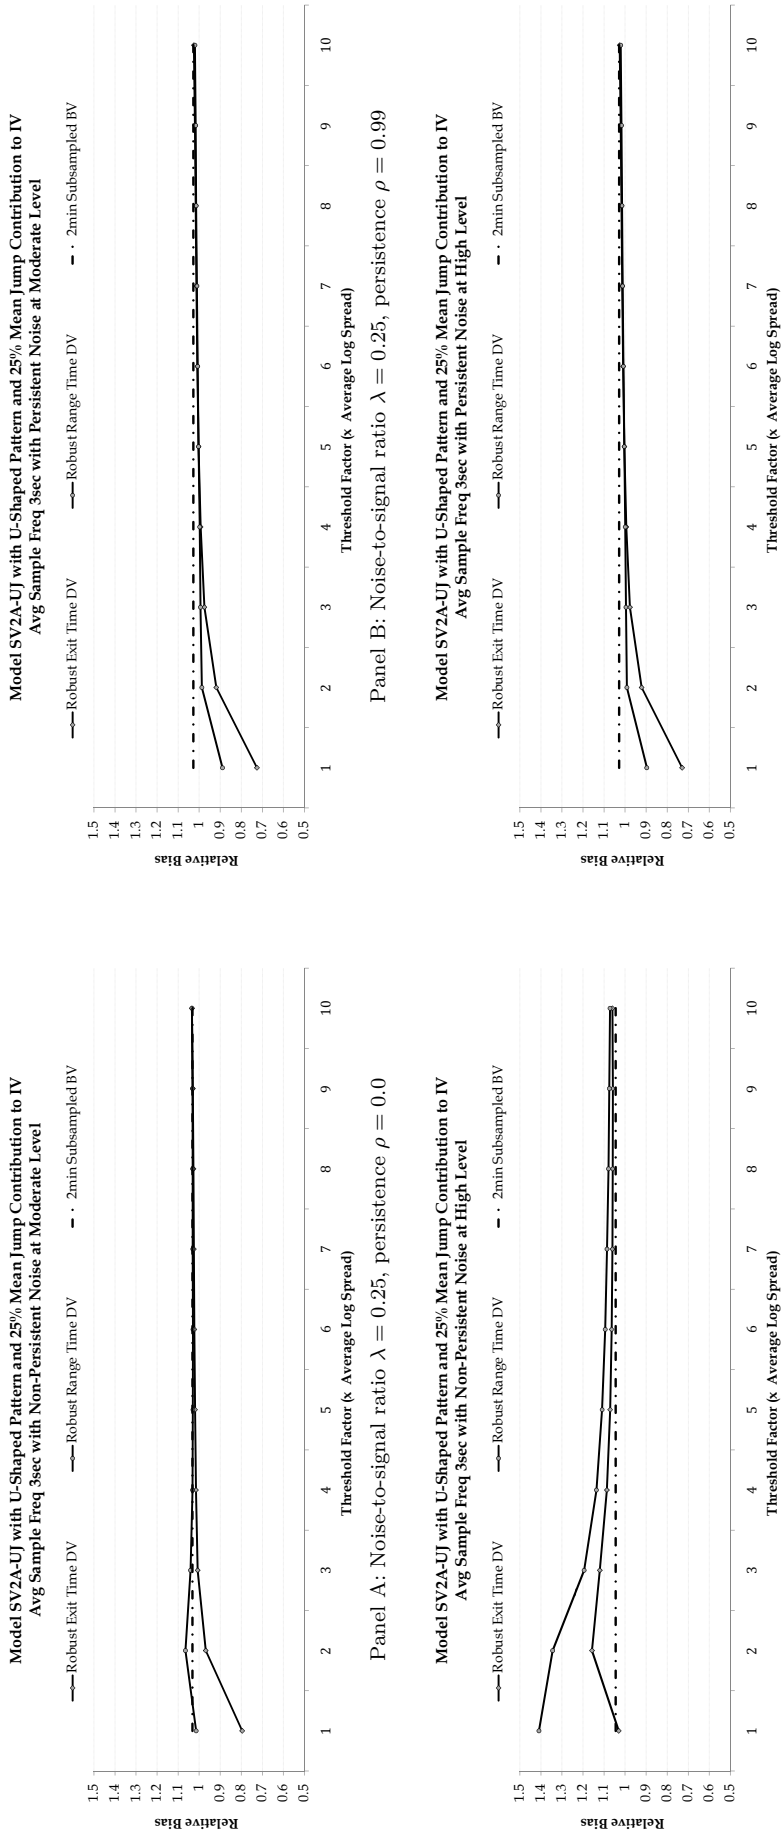 Model SV2A-UJ with U-Shaped Pattern and 25% Mean Jump Contribution to IV
Avg Sample Freq 3sec with Non-Persistent Noise at Moderate Level
Robust Exit Time DV
Robust Range Time DV
2min Subsampled BV
1.5
1.4
1.3
1.2
1.1
1
0.9
0.8
0.7
0.6
0.5
Relative Bias
1 2 3 4 5 6 7 8 9 10
Threshold Factor (x Average Log Spread)
Panel A: Noise-to-signal ratio λ = 0.25, persistence ρ = 0.0
Model SV2A-UJ with U-Shaped Pattern and 25% Mean Jump Contribution to IV
Avg Sample Freq 3sec with Persistent Noise at Moderate Level
Robust Exit Time DV
Robust Range Time DV
2min Subsampled BV
1.5
1.4
1.3
1.2
1.1
1
0.9
0.8
0.7
0.6
0.5
Relative Bias
1 2 3 4 5 6 7 8 9 10
Threshold Factor (x Average Log Spread)
Panel B: Noise-to-signal ratio λ = 0.25, persistence ρ = 0.99
Model SV2A-UJ with U-Shaped Pattern and 25% Mean Jump Contribution to IV
Avg Sample Freq 3sec with Non-Persistent Noise at High Level
Robust Exit Time DV
Robust Range Time DV
2min Subsampled BV
1.5
1.4
1.3
1.2
1.1
1
0.9
0.8
0.7
0.6
0.5
Relative Bias
1 2 3 4 5 6 7 8 9 10
Threshold Factor (x Average Log Spread)
Model SV2A-UJ with U-Shaped Pattern and 25% Mean Jump Contribution to IV
Avg Sample Freq 3sec with Persistent Noise at High Level
Robust Exit Time DV
Robust Range Time DV
2min Subsampled BV
1.5
1.4
1.3
1.2
1.1
1
0.9
0.8
0.7
0.6
0.5
Relative Bias
1 2 3 4 5 6 7 8 9 10
Threshold Factor (x Average Log Spread)